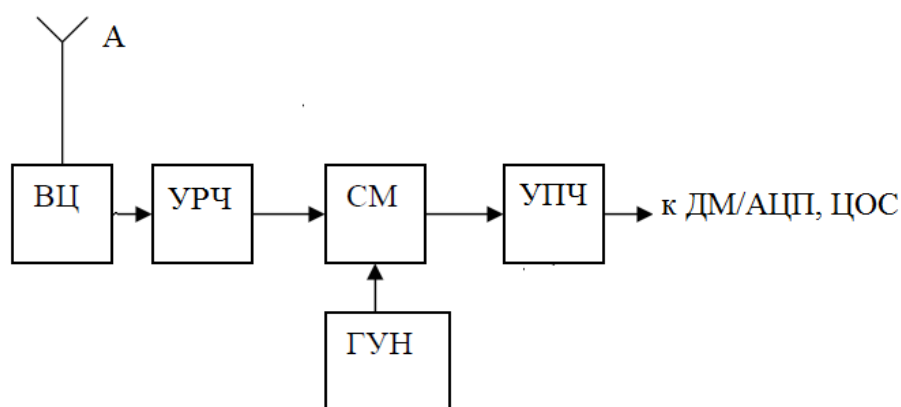 А
ВЦ
УРЧ
СМ
УПЧ
к ДМ/АЦП, ЦОС
ГУН